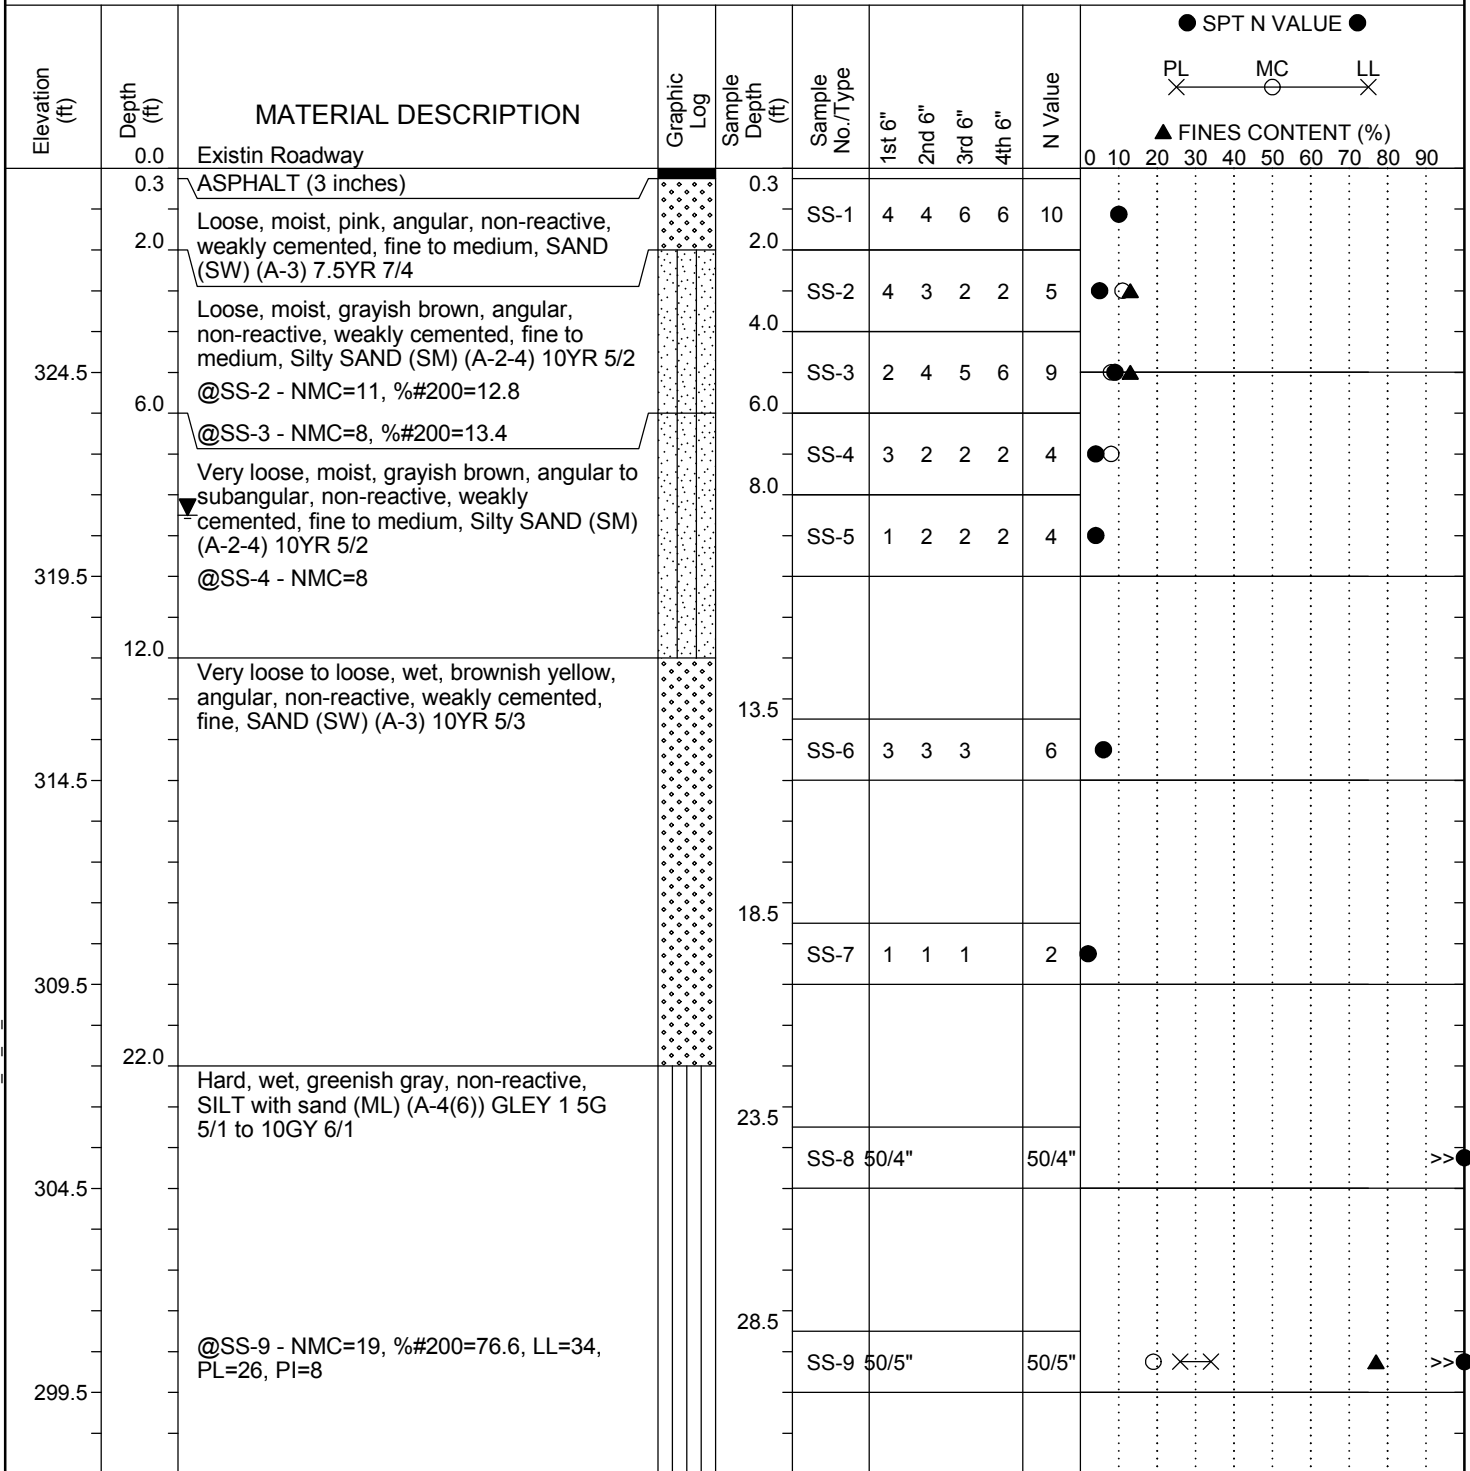 ● SPT N VALUE ●
PL MC LL
▲ FINES CONTENT (%)
0 10 20 30 40 50 60 70 80 90
Elevation (ft)
Depth (ft)
MATERIAL DESCRIPTION
Graphic Log
Sample Depth (ft)
Sample No./Type
1st 6"
2nd 6"
3rd 6"
4th 6"
N Value
0.0 Existin Roadway
0.3 ASPHALT (3 inches) 0.3
Loose, moist, pink, angular, non-reactive,
SS-1 4 4 6 6 10
2.0 weakly cemented, fine to medium, SAND 2.0
(SW) (A-3) 7.5YR 7/4
SS-2 4 3 2 2 5
Loose, moist, grayish brown, angular,
4.0
non-reactive, weakly cemented, fine to
medium, Silty SAND (SM) (A-2-4) 10YR 5/2
324.5 SS-3 2 4 5 6 9
@SS-2 - NMC=11, %#200=12.8
6.0 6.0
@SS-3 - NMC=8, %#200=13.4
SS-4 3 2 2 2 4
Very loose, moist, grayish brown, angular to
8.0
subangular, non-reactive, weakly
cemented, fine to medium, Silty SAND (SM)
SS-5 1 2 2 2 4
(A-2-4) 10YR 5/2
319.5 @SS-4 - NMC=8
12.0
Very loose to loose, wet, brownish yellow,
angular, non-reactive, weakly cemented,
13.5
fine, SAND (SW) (A-3) 10YR 5/3
SS-6 3 3 3 6
314.5
18.5
SS-7 1 1 1 2
309.5
22.0
Hard, wet, greenish gray, non-reactive,
SILT with sand (ML) (A-4(6)) GLEY 1 5G
23.5
5/1 to 10GY 6/1
SS-8 50/4" 50/4" >>
304.5
28.5
@SS-9 - NMC=19, %#200=76.6, LL=34,
SS-9 50/5" 50/5" >>
PL=26, PI=8
299.5